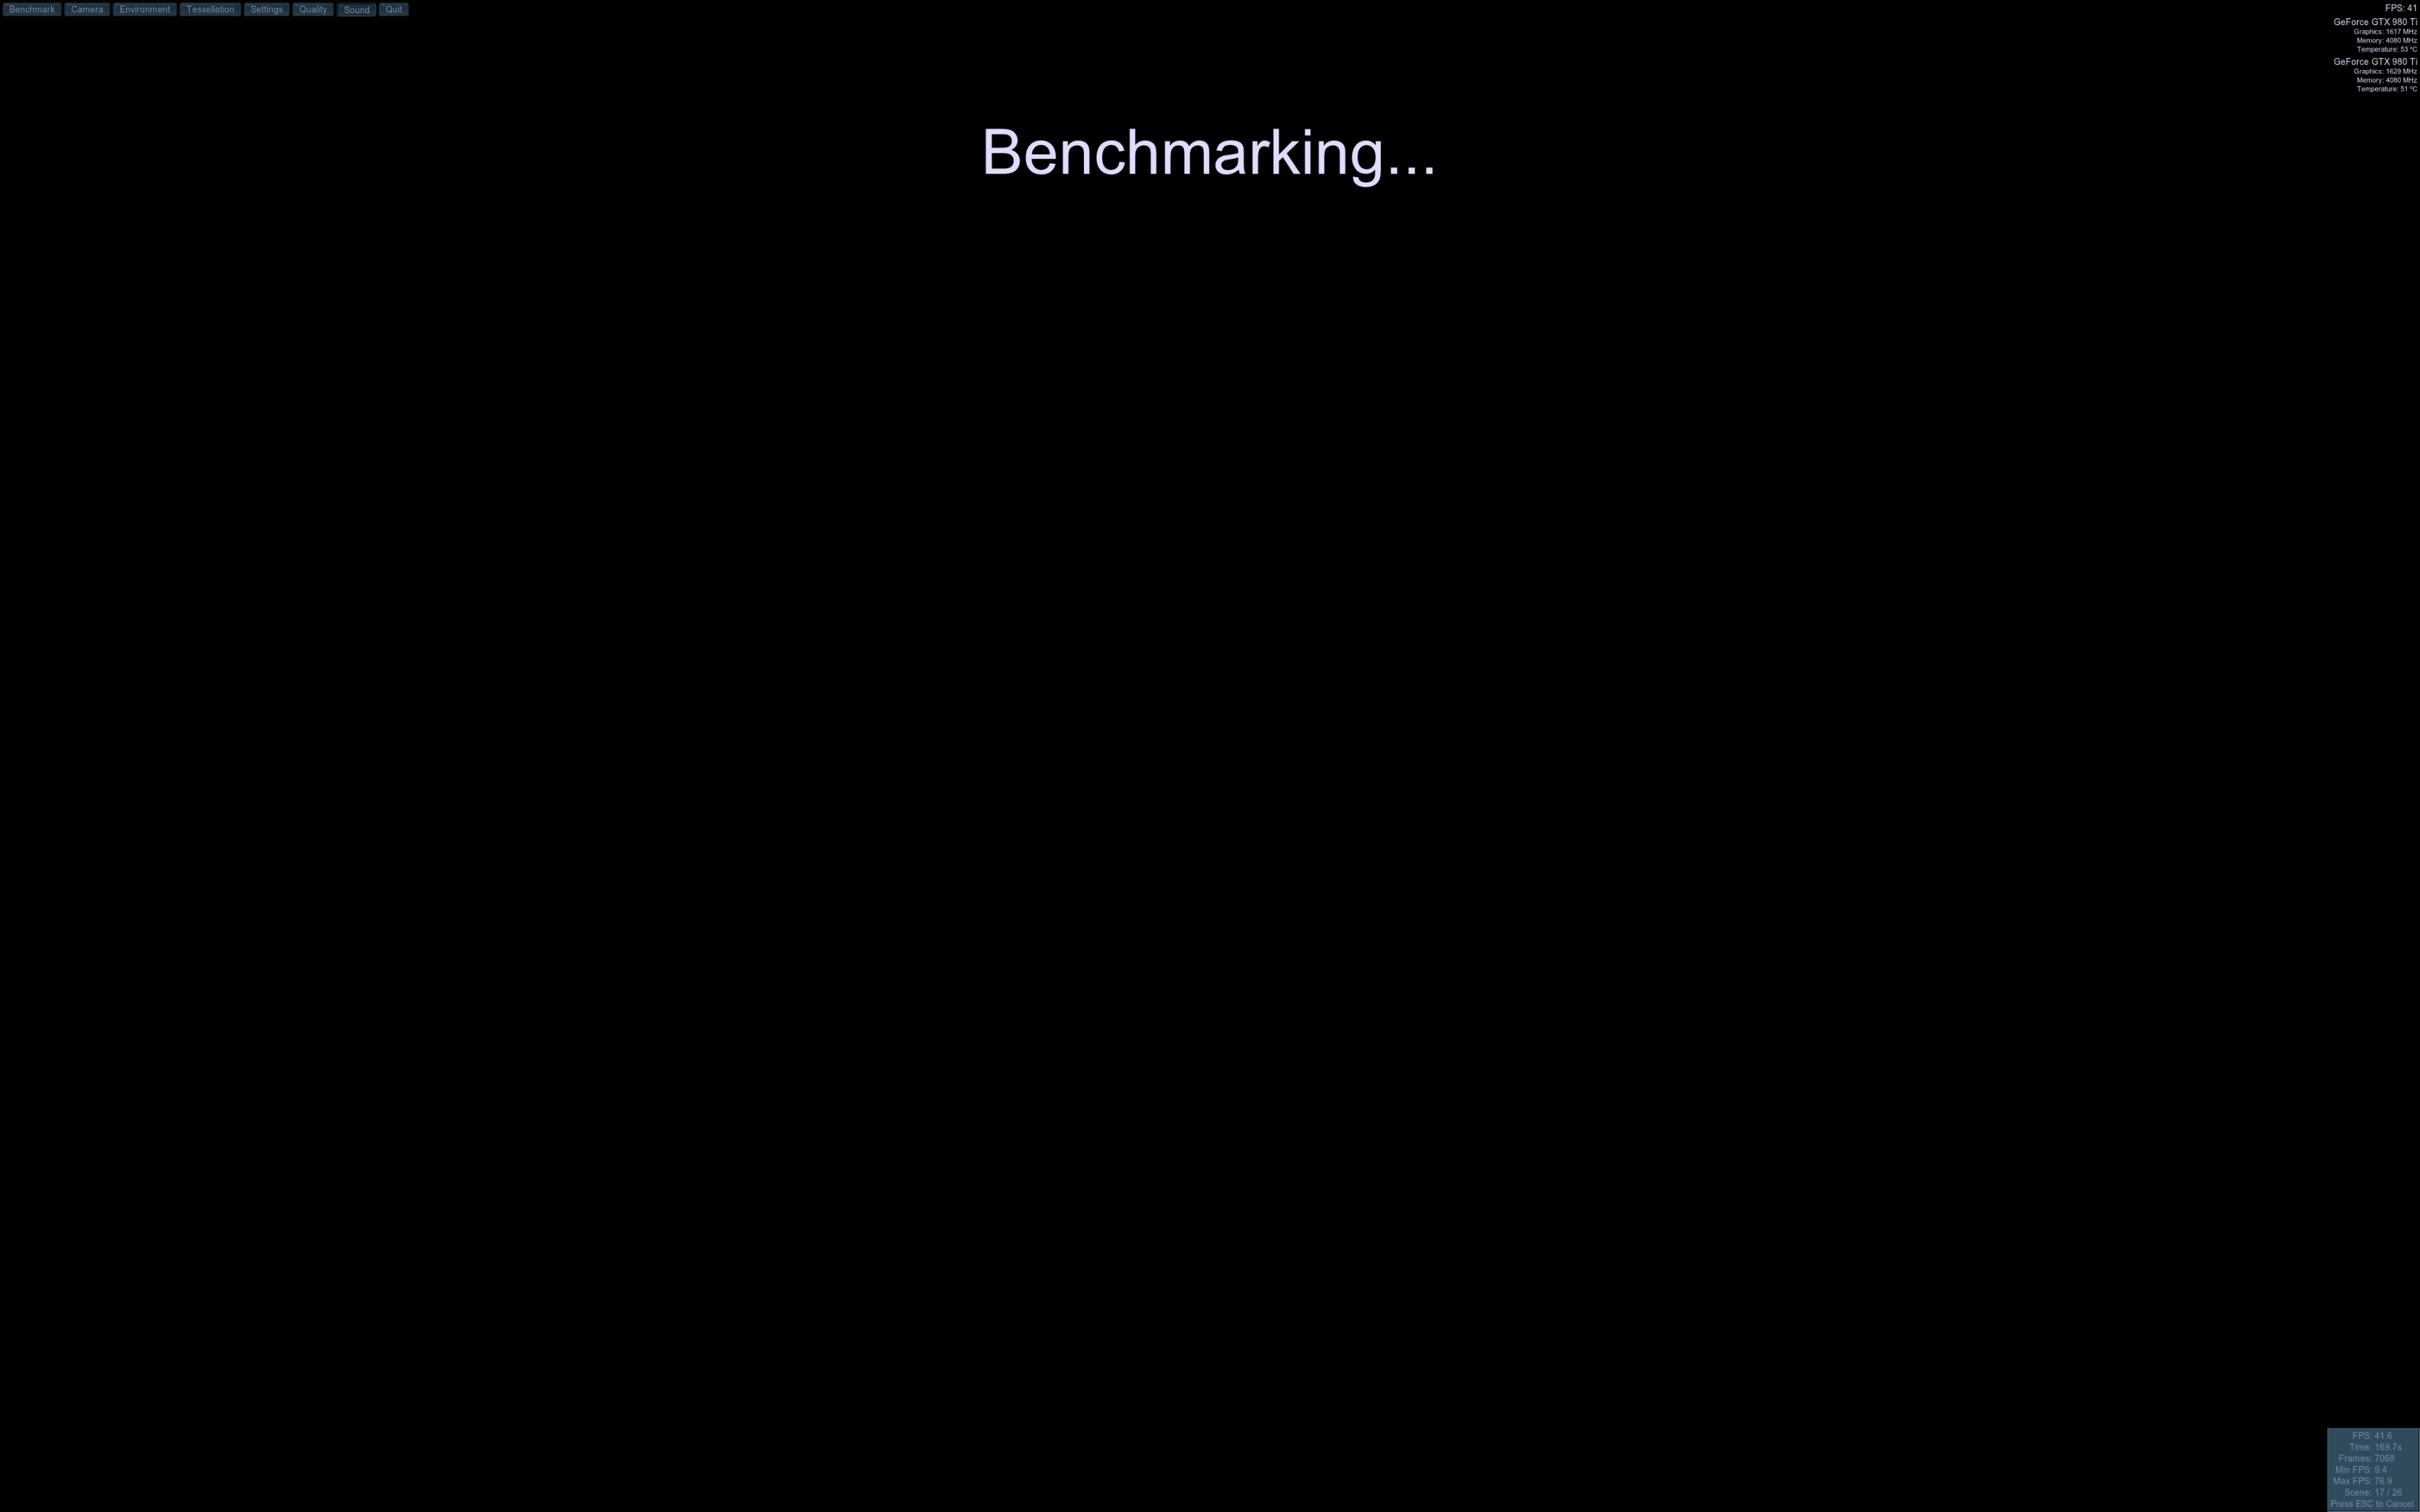 Benchmark Camera Environment Tessellation Settings Quality Sound Quit
FPS: 41
GeForce GTX 980 Ti
Graphics: 1617 MHz
Memory: 4080 MHz
Temperature: 53 °C
GeForce GTX 980 Ti
Graphics: 1629 MHz
Memory: 4080 MHz
Temperature: 51 °C
Benchmarking...
FPS: 41.6
Time: 169.7s
Frames: 7068
Min FPS: 9.4
Max FPS: 76.9
Scene: 17 / 26
Press ESC to Cancel